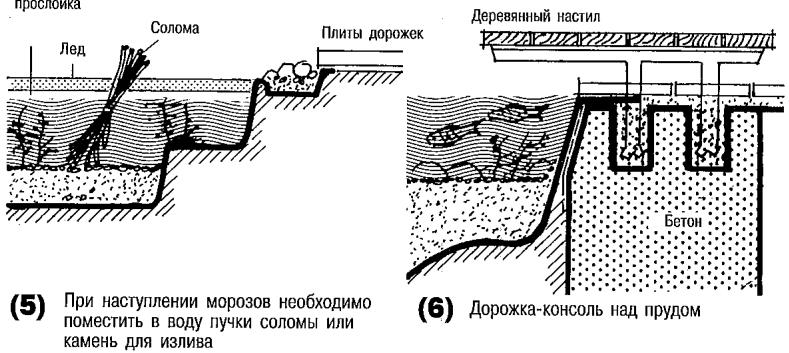 прослойка
Лед
Солома
Плиты дорожек
Деревянный настил
Бетон
(5) При наступлении морозов необходимо
поместить в воду пучки соломы или
камень для излива
(6) Дорожка-консоль над прудом